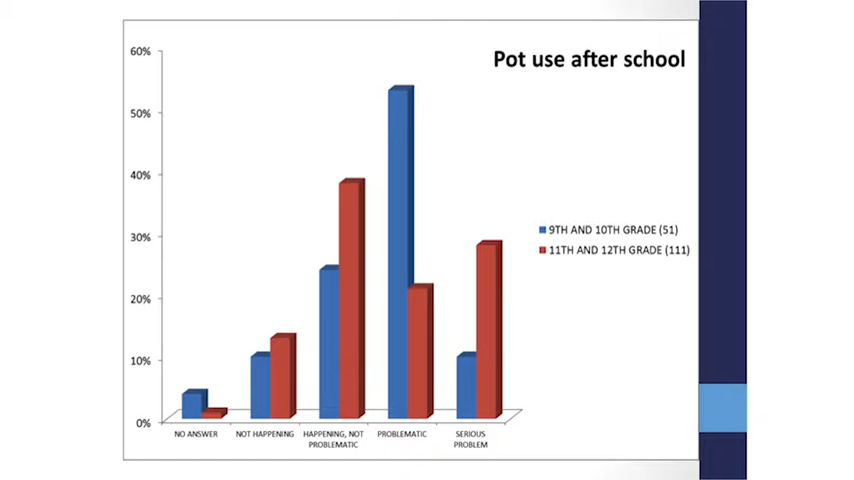 Pot use after school
60%
50%
40%
30%
20%
10%
0%
9TH AND 10TH GRADE (51)
11TH AND 12TH GRADE (111)
NO ANSWER
NOT HAPPENING
HAPPENING, NOT
PROBLEMATIC
PROBLEMATIC
SERIOUS
PROBLEM